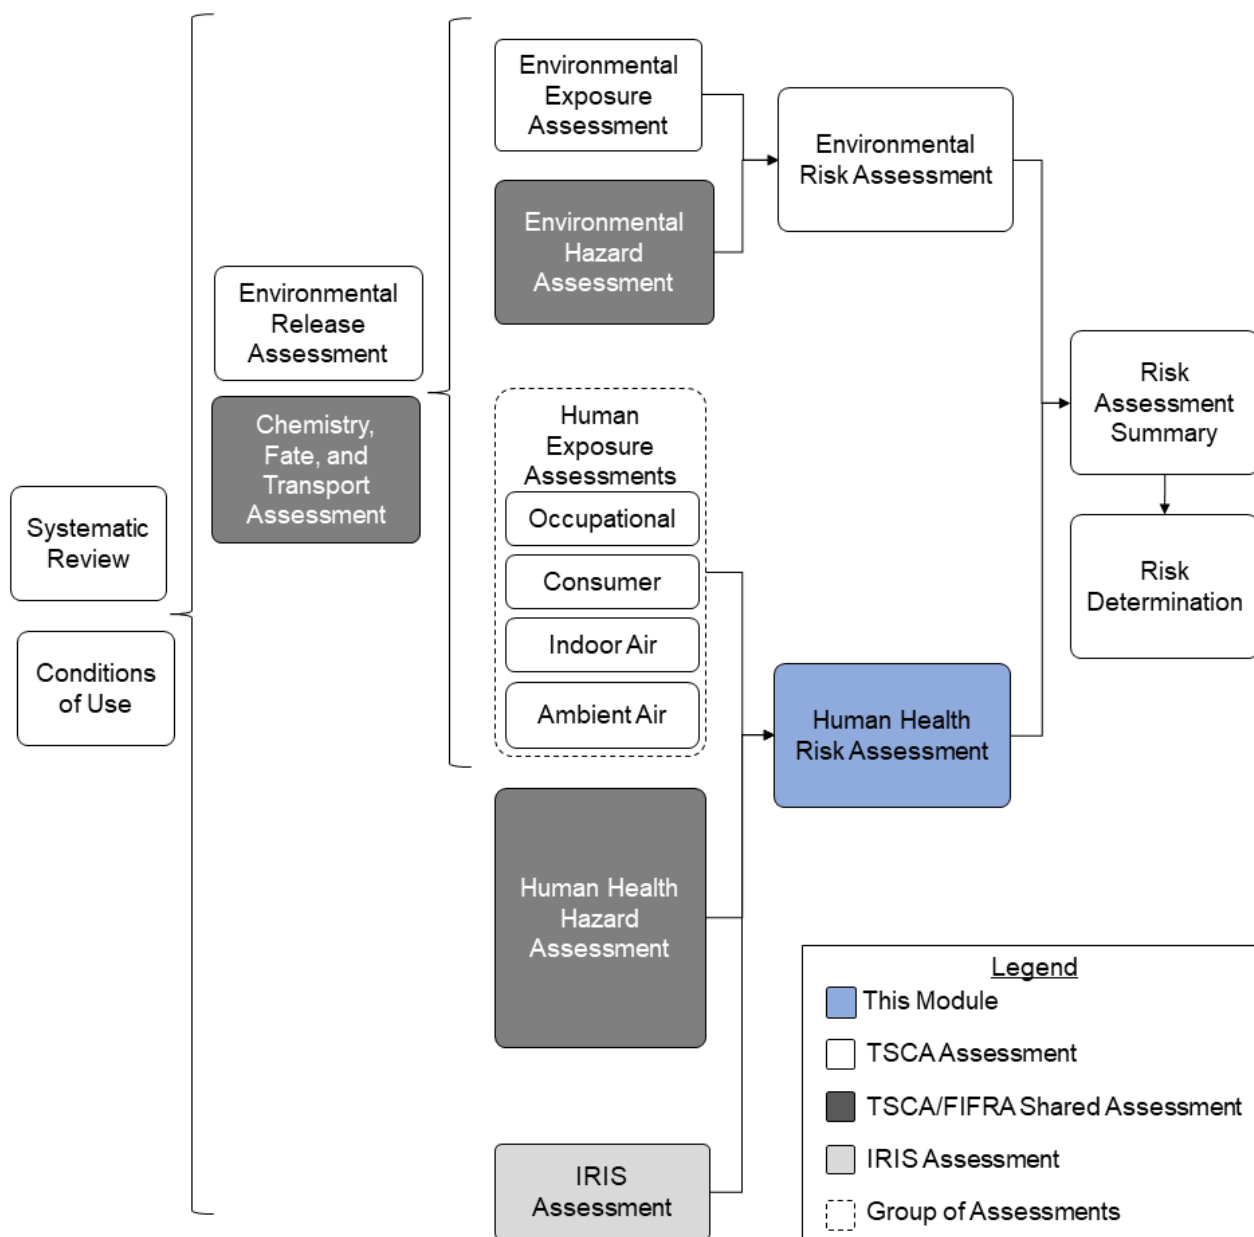 Systematic
Review
Conditions
of Use
Environmental
Release
Assessment
Chemistry,
Fate, and
Transport
Assessment
Environmental
Exposure
Assessment
Environmental
Hazard
Assessment
Human
Exposure
Assessments
Occupational
Consumer
Indoor Air
Ambient Air
Human Health
Hazard
Assessment
IRIS
Assessment
Environmental
Risk Assessment
Human Health
Risk Assessment
Risk
Assessment
Summary
Risk
Determination
Legend
This Module
TSCA Assessment
TSCA/FIFRA Shared Assessment
IRIS Assessment
Group of Assessments